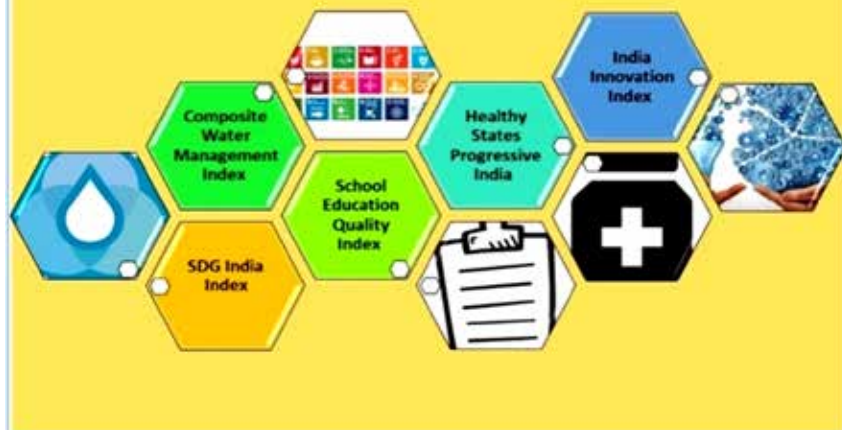 Composite
Water
Management
Index
SDG India
Index
School
Education
Quality
Index
Healthy
States
Progressive
India
India
Innovation
Index